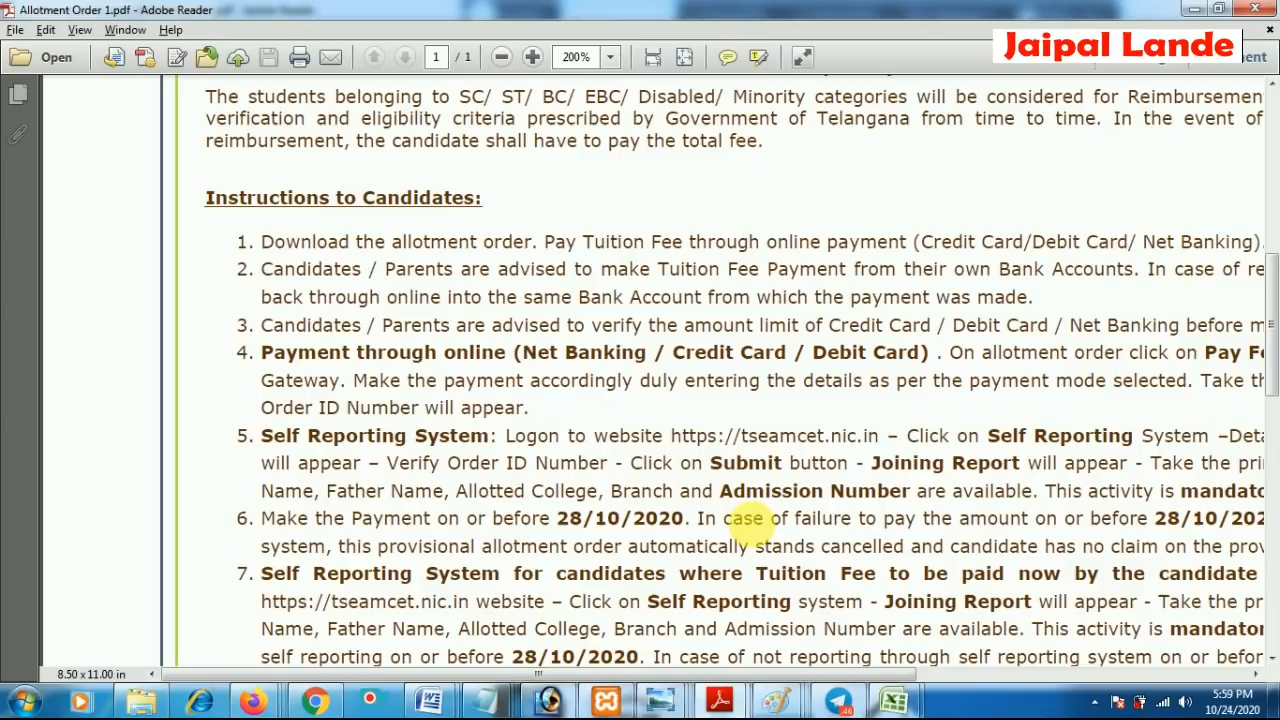 Allotment Order 1.pdf - Adobe Reader
File Edit View Window Help
Open 1 / 1 200%
Jaipal Lande
The students belonging to SC/ ST/ BC/ EBC/ Disabled/ Minority categories will be considered for Reimbursemen
verification and eligibility criteria prescribed by Government of Telangana from time to time. In the event of
reimbursement, the candidate shall have to pay the total fee.
Instructions to Candidates:
1. Download the allotment order. Pay Tuition Fee through online payment (Credit Card/Debit Card/ Net Banking).
2. Candidates / Parents are advised to make Tuition Fee Payment from their own Bank Accounts. In case of re
back through online into the same Bank Account from which the payment was made.
3. Candidates / Parents are advised to verify the amount limit of Credit Card / Debit Card / Net Banking before m
4. Payment through online (Net Banking / Credit Card / Debit Card) . On allotment order click on Pay Fe
Gateway. Make the payment accordingly duly entering the details as per the payment mode selected. Take th
Order ID Number will appear.
5. Self Reporting System: Logon to website https://tseamcet.nic.in – Click on Self Reporting System –Deta
will appear – Verify Order ID Number - Click on Submit button - Joining Report will appear - Take the pri
Name, Father Name, Allotted College, Branch and Admission Number are available. This activity is mandato
6. Make the Payment on or before 28/10/2020. In case of failure to pay the amount on or before 28/10/202
system, this provisional allotment order automatically stands cancelled and candidate has no claim on the prov
7. Self Reporting System for candidates where Tuition Fee to be paid now by the candidate
https://tseamcet.nic.in website – Click on Self Reporting system - Joining Report will appear - Take the pr
Name, Father Name, Allotted College, Branch and Admission Number are available. This activity is mandator
self reporting on or before 28/10/2020. In case of not reporting through self reporting system on or befor
8.50 x 11.00 in
46
5:59 PM
10/24/2020